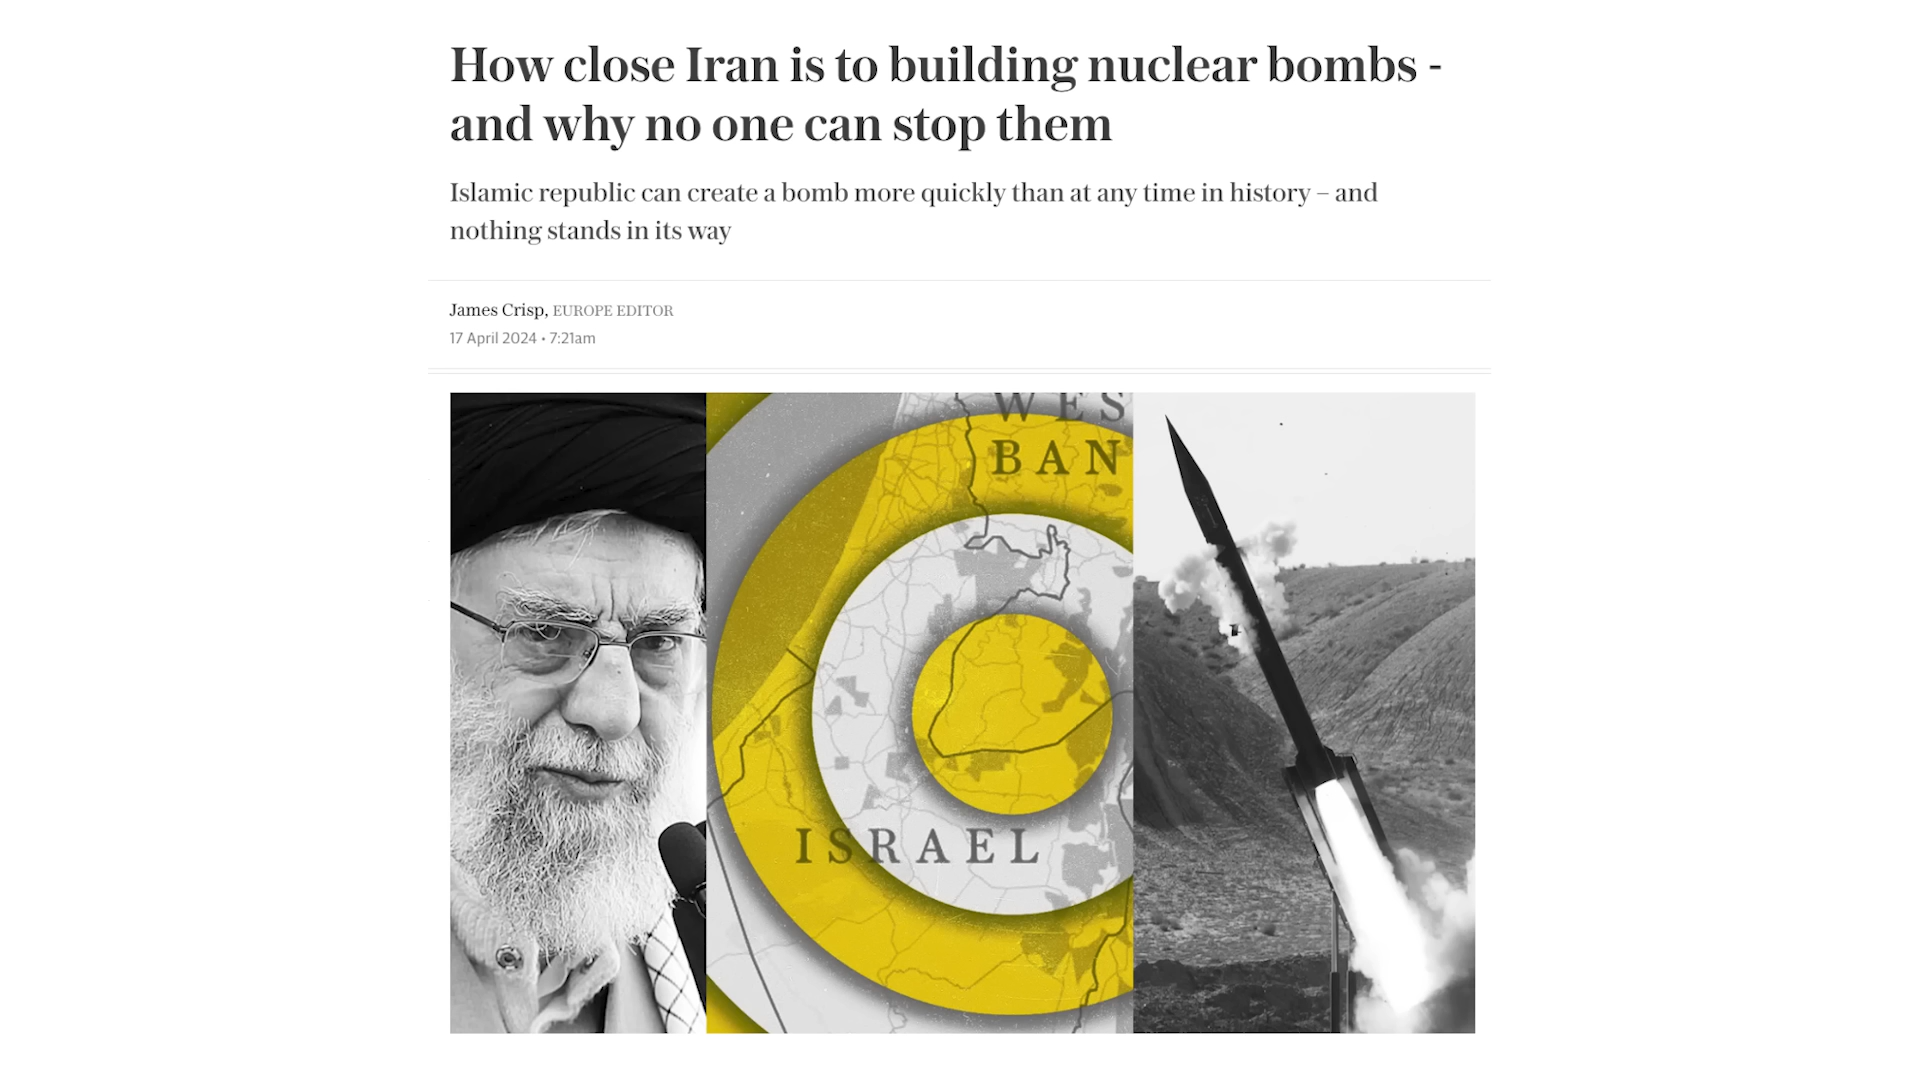 How close Iran is to building nuclear bombs -
and why no one can stop them
Islamic republic can create a bomb more quickly than at any time in history – and
nothing stands in its way
James Crisp, EUROPE EDITOR
17 April 2024 • 7:21am
WES
BAN
ISRAEL